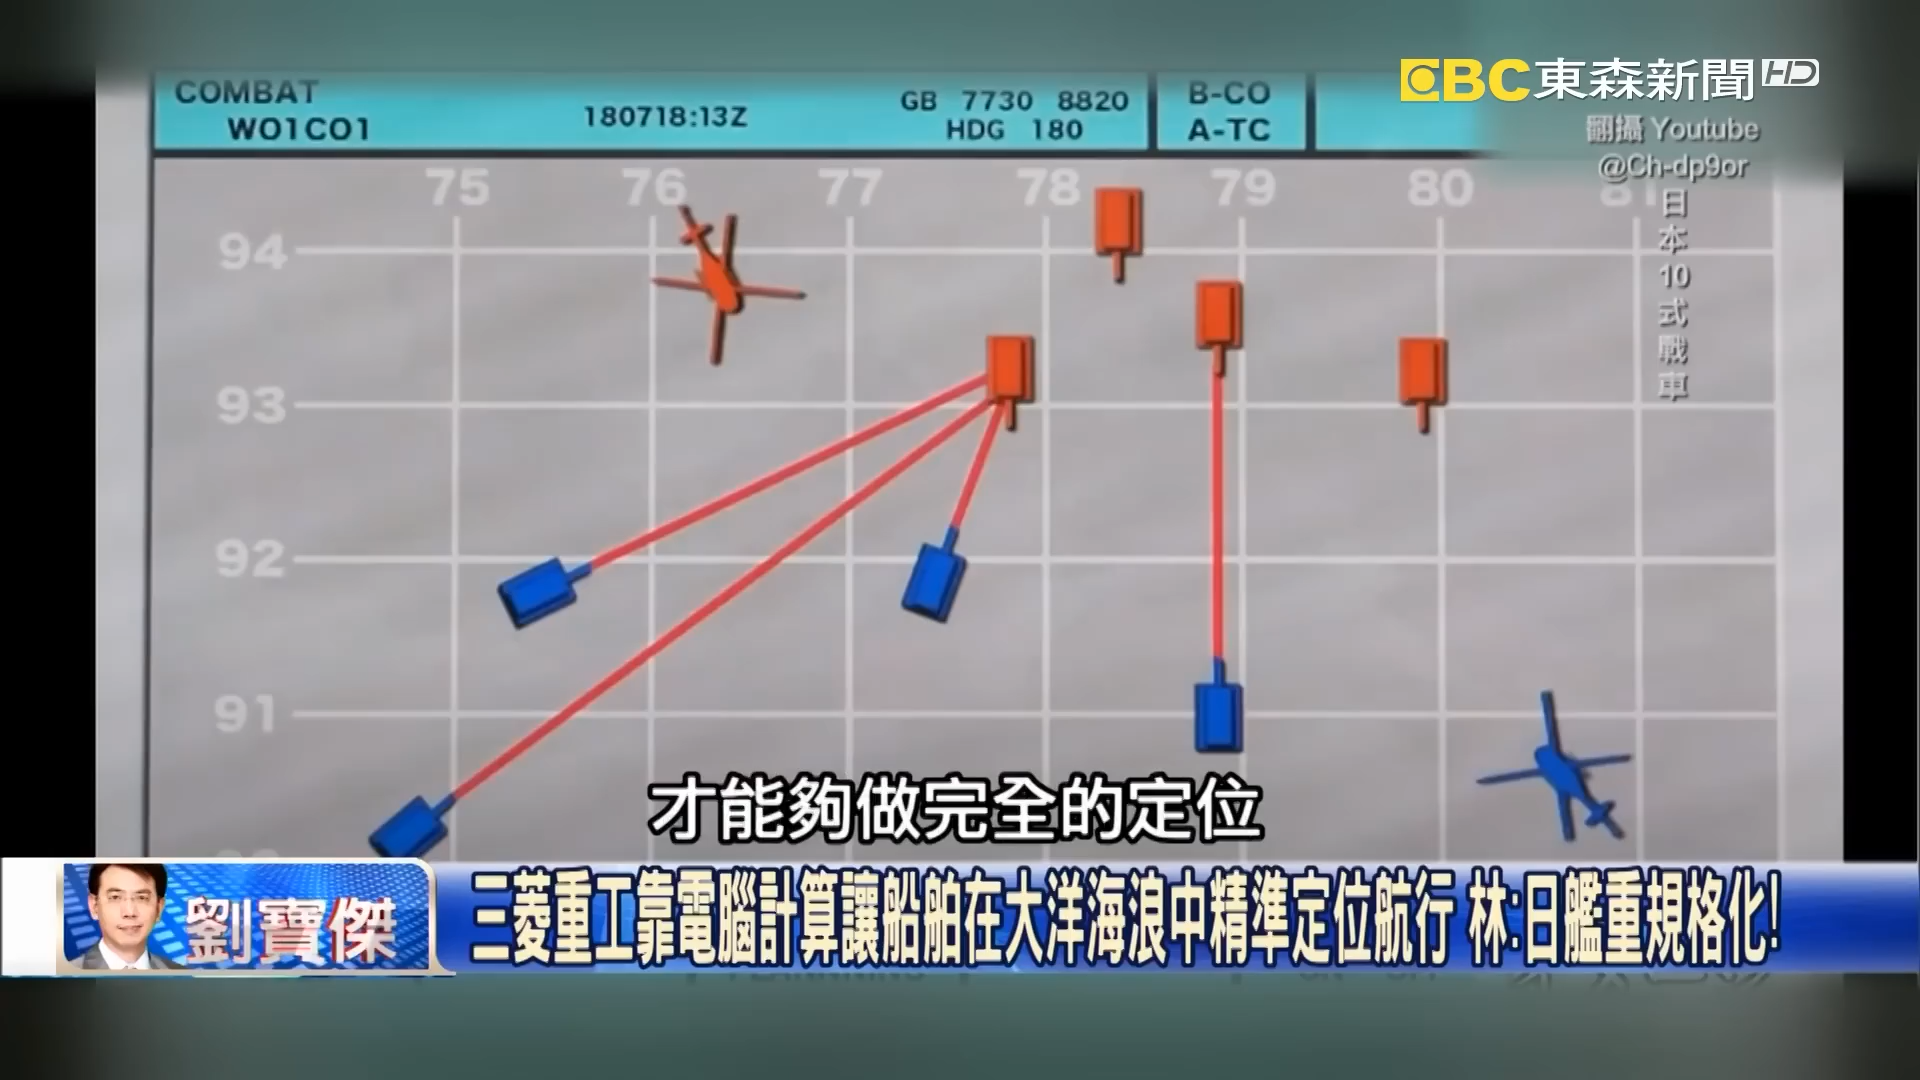 COMBAT
W01C01
180718:13Z
GB 7730 8820
HDG 180
B-CO
A-TC
EBC東森新聞HD
翻攝 Youtube
@Ch-dp9or
日本10式戰車
75 76 77 78 79 80 81
94
93
92
91
才能夠做完全的定位
劉寶傑
三菱重工靠電腦計算讓船舶在大洋海浪中精準定位航行 林:日艦重規格化!